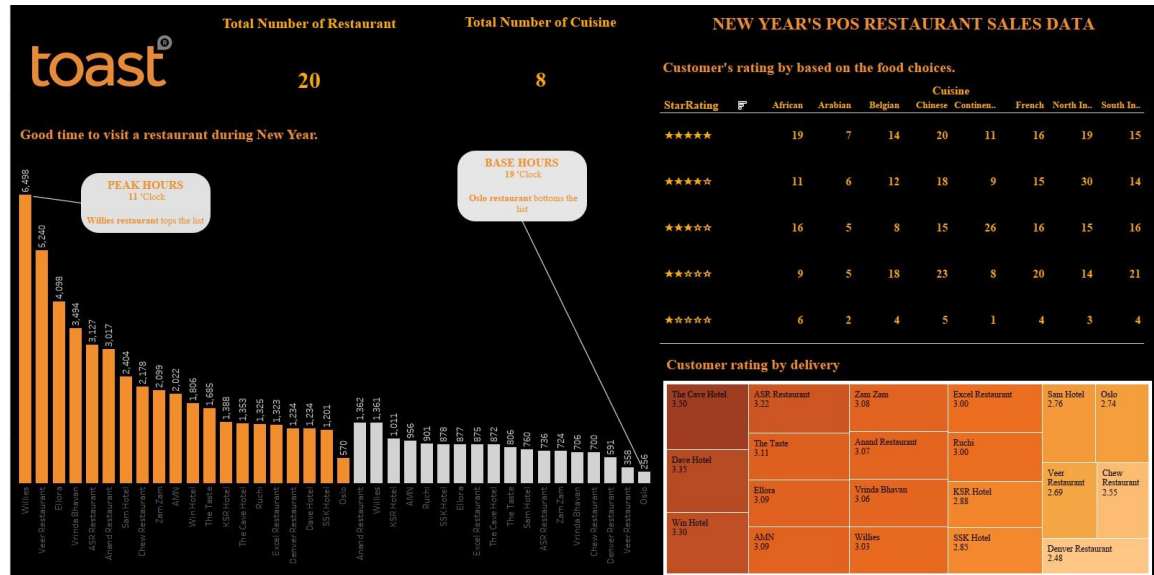 toast®
Total Number of Restaurant
20
Total Number of Cuisine
8
NEW YEAR'S POS RESTAURANT SALES DATA
Good time to visit a restaurant during New Year.
PEAK HOURS
11 'Clock
Willies restaurant tops the list
BASE HOURS
19 'Clock
Oslo restaurant bottoms the
list
6,498
5,240
4,098
3,494
3,127
3,017
2,404
2,178
2,099
2,022
1,806
1,685
1,388
1,353
1,325
1,323
1,234
1,234
1,201
570
1,362
1,361
1,011
956
901
878
877
875
872
806
760
736
724
706
700
591
358
256
Willies
Veer Restaurant
Ellora
Vrinda Bhavan
ASR Restaurant
Anand Restaurant
Sam Hotel
Chew Restaurant
Zam Zam
AMN
Win Hotel
The Taste
KSR Hotel
The Cave Hotel
Ruchi
Excel Restaurant
Denver Restaurant
Dave Hotel
SSK Hotel
Oslo
Anand Restaurant
Willies
KSR Hotel
AMN
Ruchi
SSK Hotel
Ellora
Excel Restaurant
The Cave Hotel
The Taste
Sam Hotel
ASR Restaurant
Zam Zam
Vrinda Bhavan
Chew Restaurant
Denver Restaurant
Veer Restaurant
Oslo
Customer's rating by based on the food choices.
Cuisine
StarRating African Arabian Belgian Chinese Continen.. French North In.. South In..
★★★★★ 19 7 14 20 11 16 19 15
★★★★☆ 11 6 12 18 9 15 30 14
★★★☆☆ 16 5 8 15 26 16 15 16
★★☆☆☆ 9 5 18 23 8 20 14 21
★☆☆☆☆ 6 2 4 5 1 4 3 4
Customer rating by delivery
The Cave Hotel
3.50
Dave Hotel
3.35
Win Hotel
3.30
ASR Restaurant
3.22
The Taste
3.11
Ellora
3.09
AMN
3.09
Zam Zam
3.08
Anand Restaurant
3.07
Vrinda Bhavan
3.06
Willies
3.03
Excel Restaurant
3.00
Ruchi
3.00
KSR Hotel
2.88
SSK Hotel
2.85
Sam Hotel
2.76
Oslo
2.74
Veer
Restaurant
2.69
Chew
Restaurant
2.55
Denver Restaurant
2.48